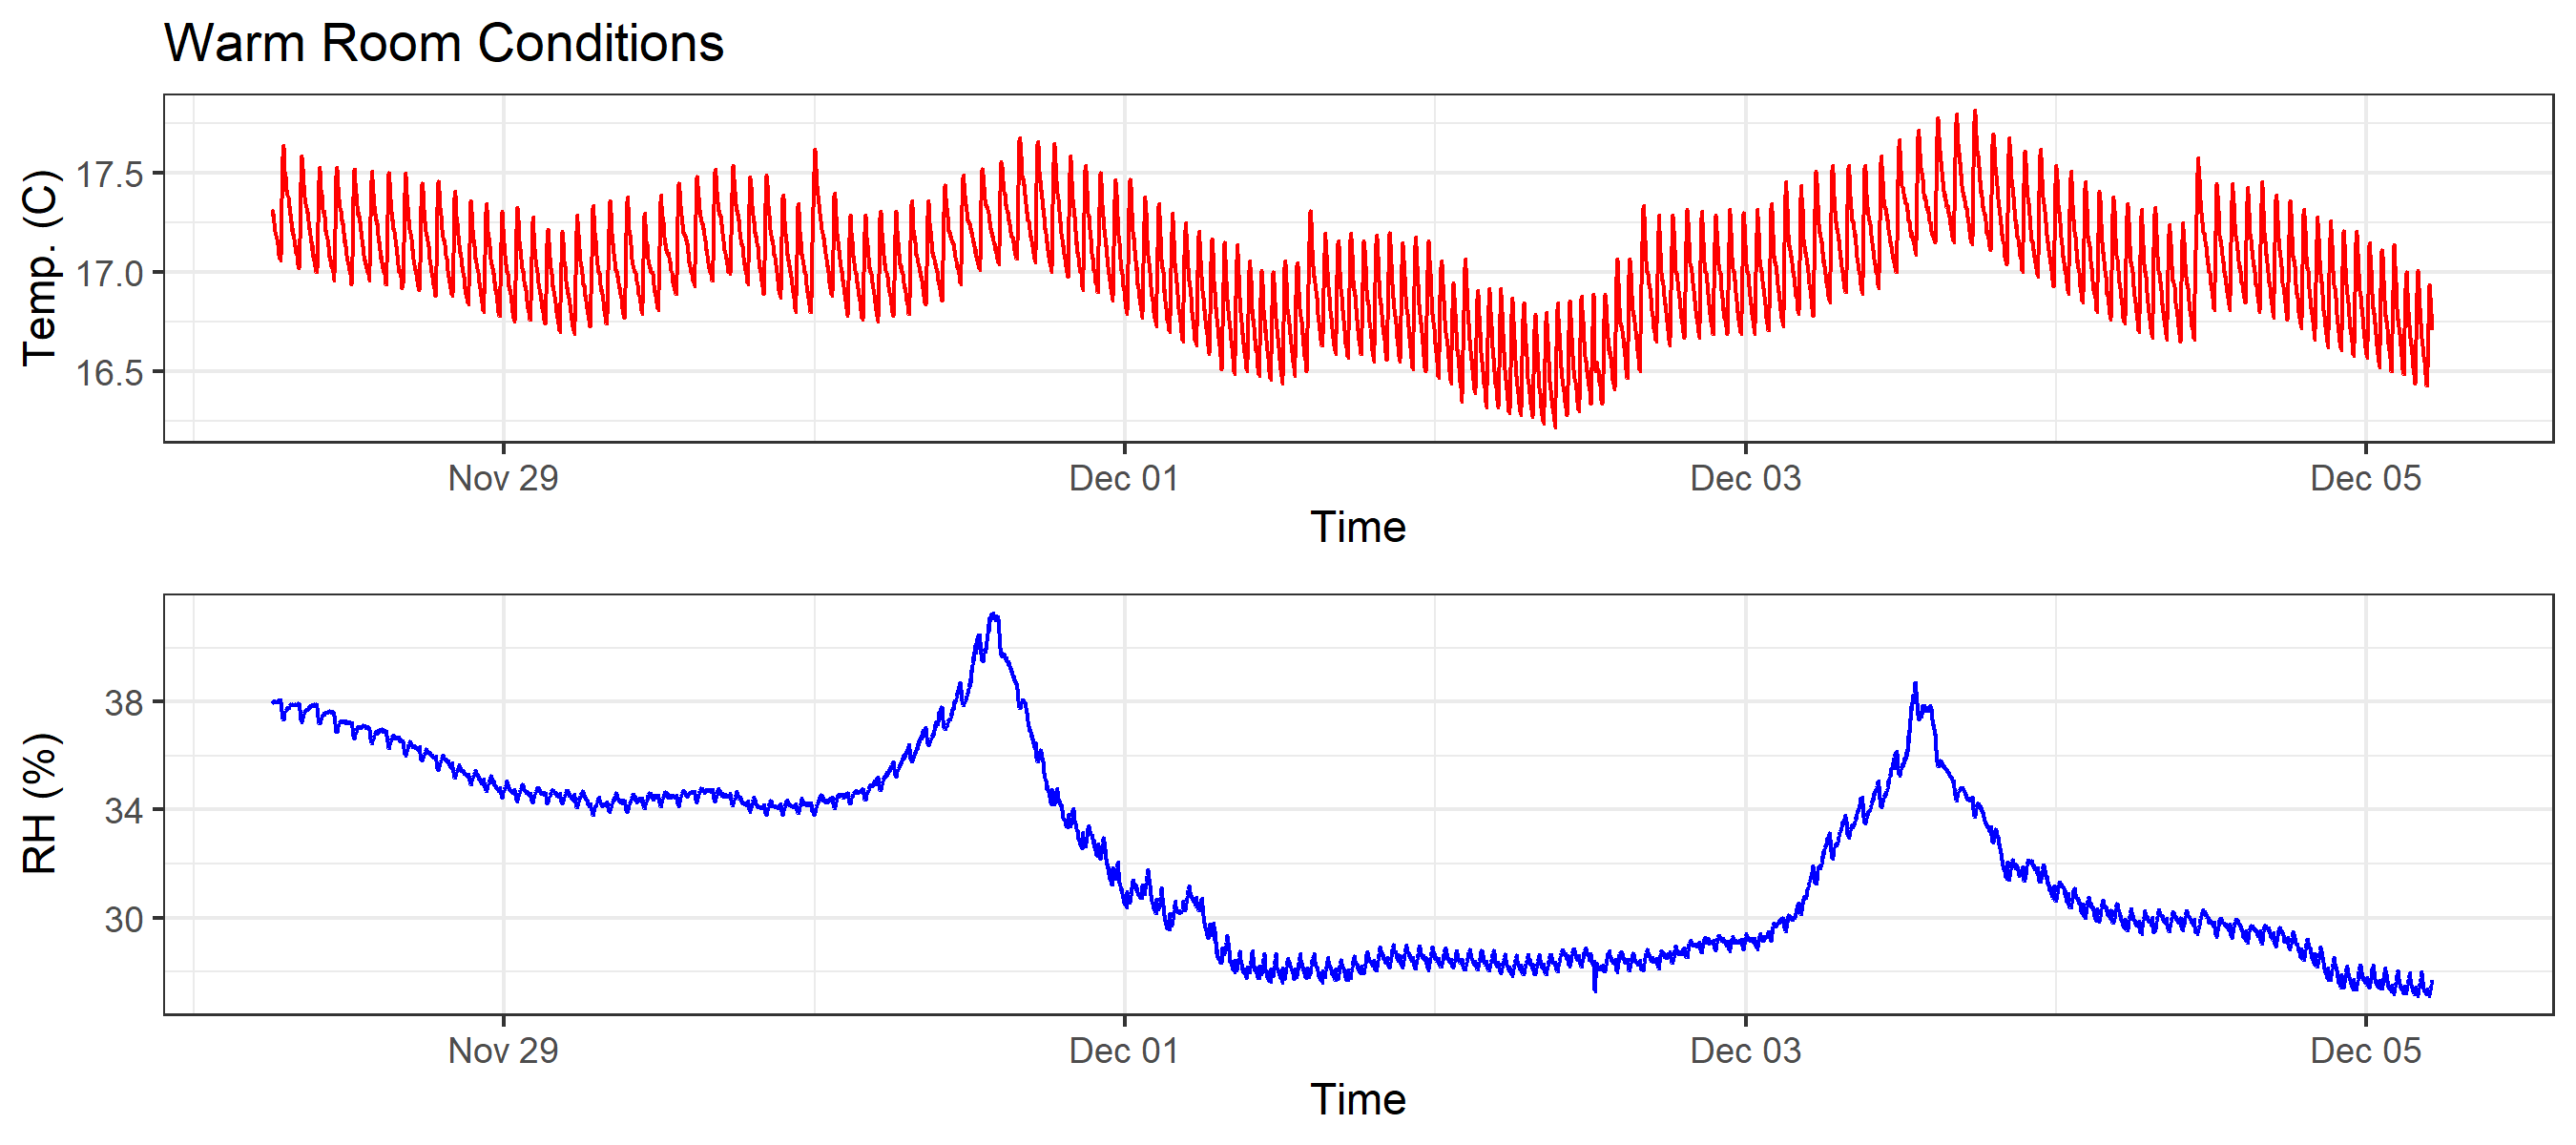 Warm Room Conditions
Temp. (C)
17.5
17.0
16.5
Nov 29 Dec 01 Dec 03 Dec 05
Time
RH (%)
38
34
30
Nov 29 Dec 01 Dec 03 Dec 05
Time